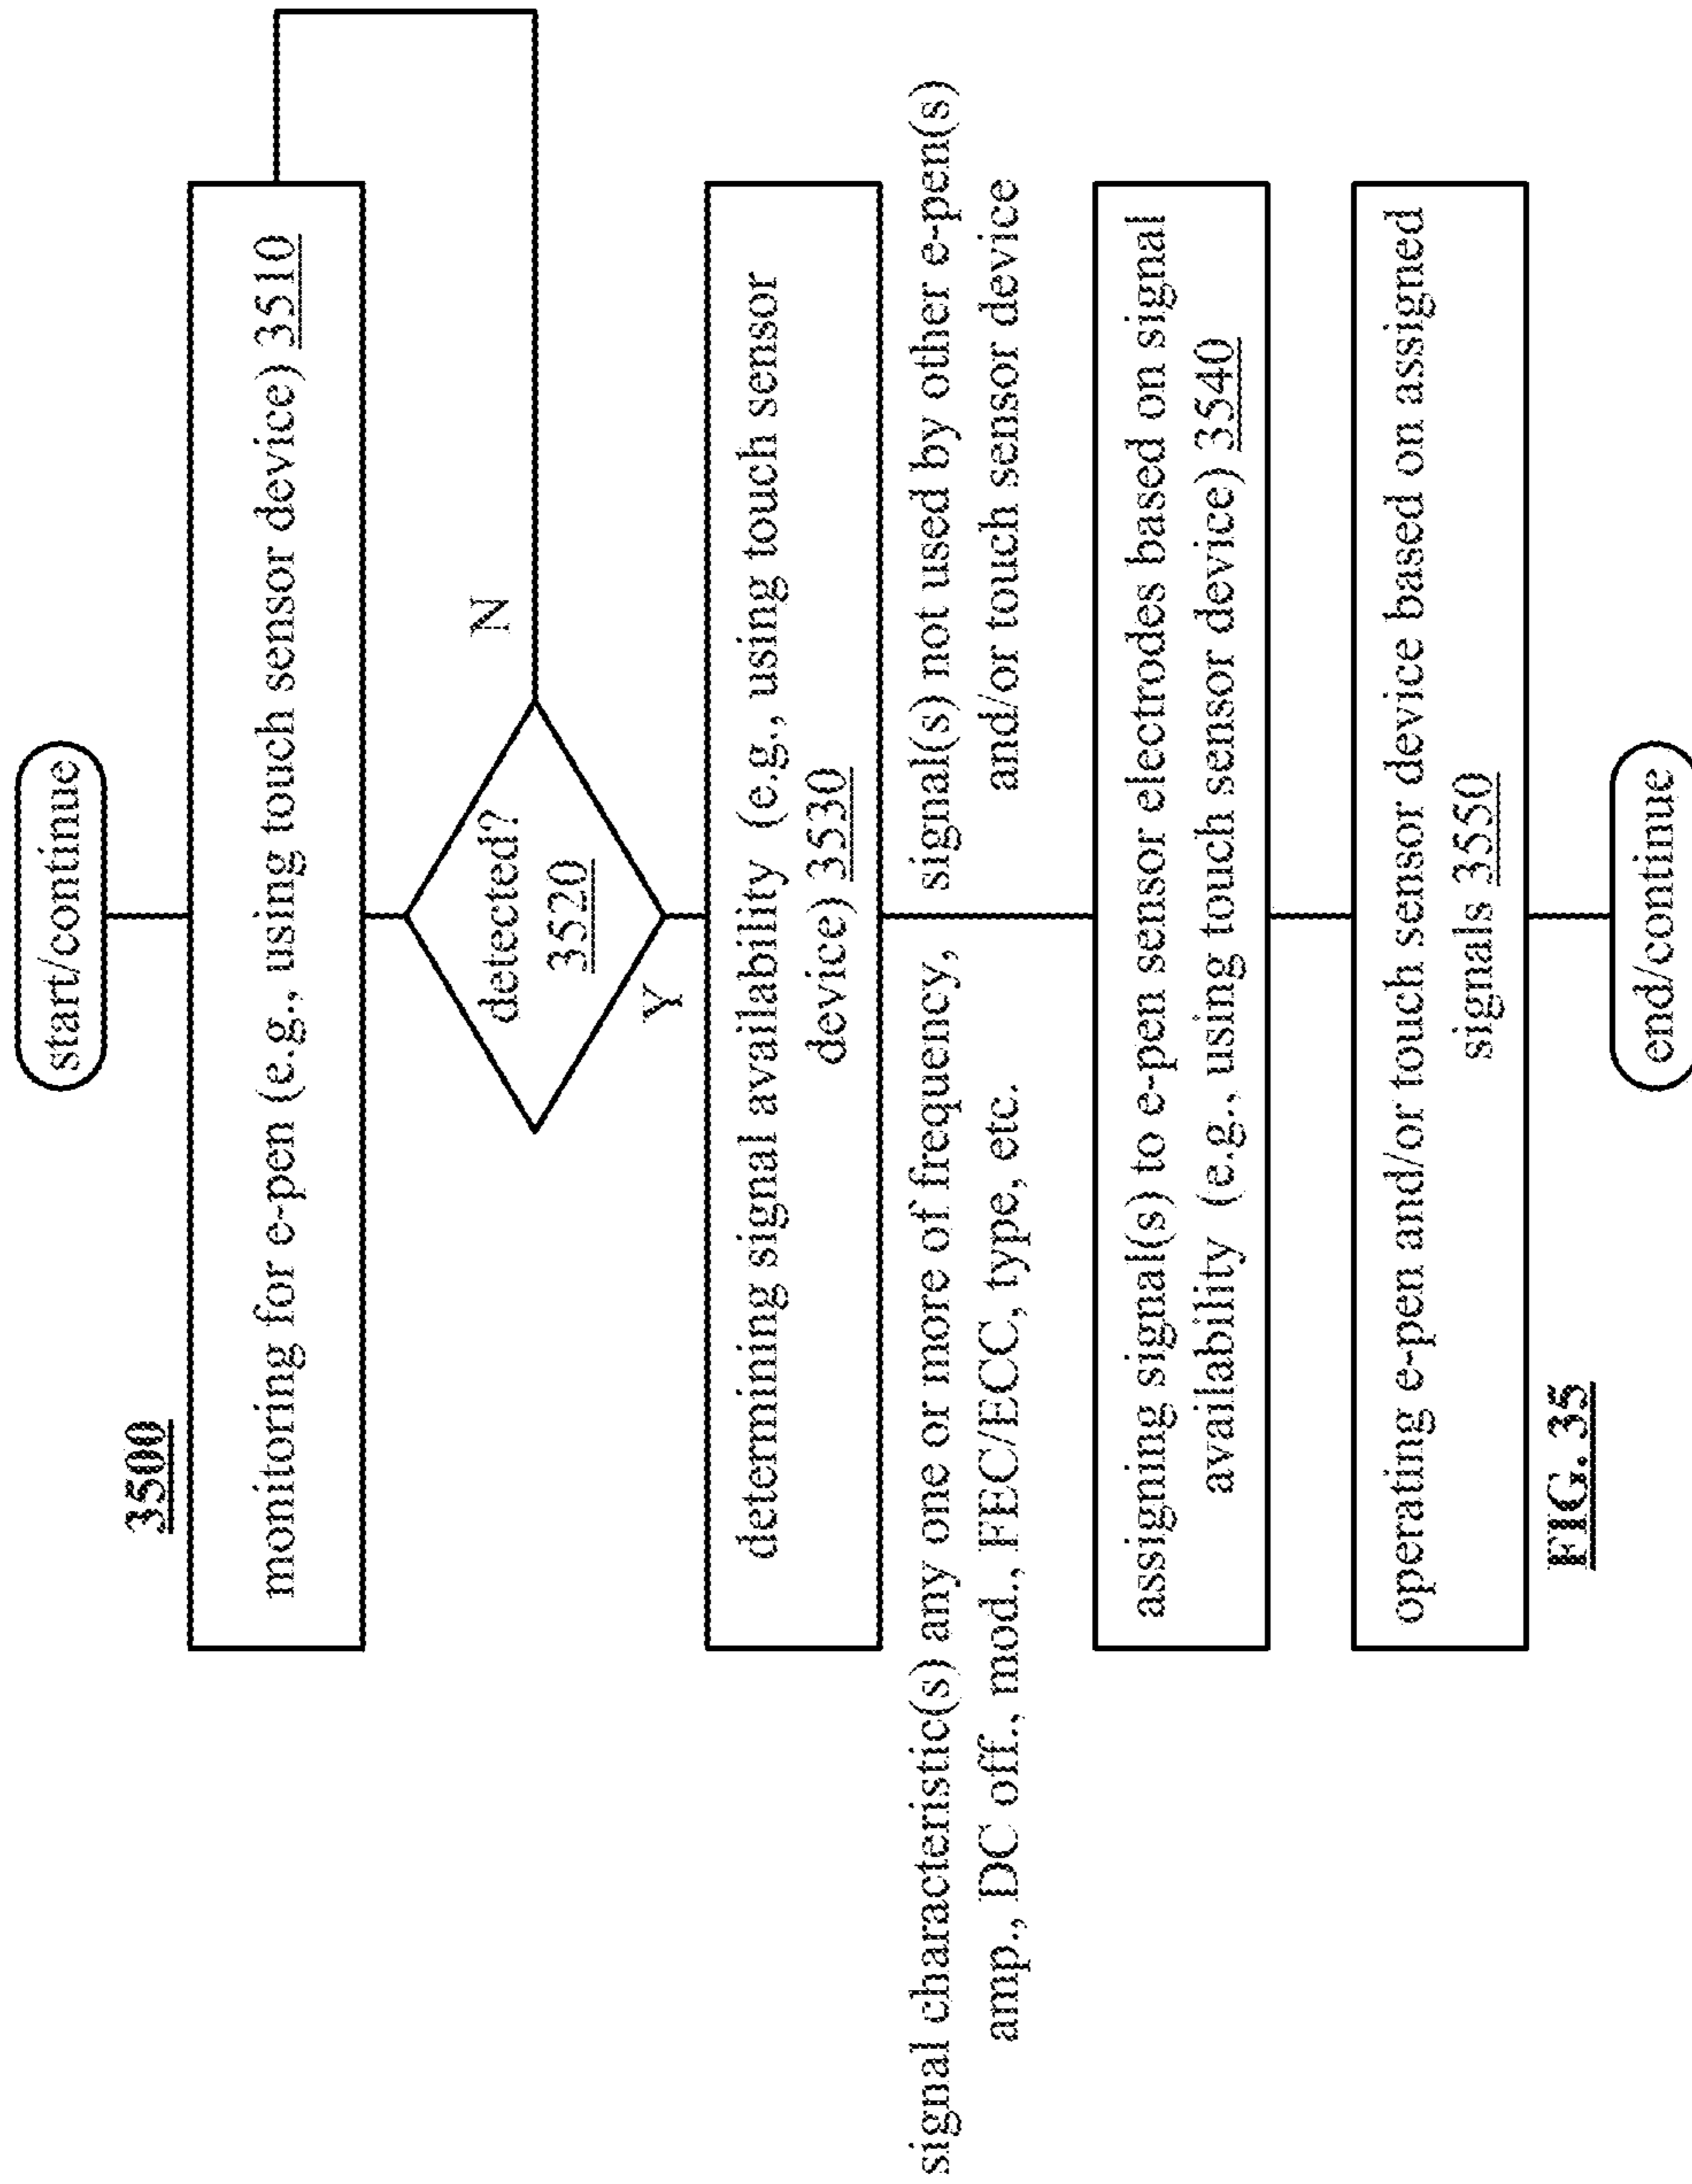 3500
start/continue
monitoring for e-pen (e.g., using touch sensor device) 3510
detected?
3520
N
Y
determining signal availability (e.g., using touch sensor
device) 3530
signal characteristic(s) any one or more of frequency,
amp., DC off., mod., FEC/ECC, type, etc.
signal(s) not used by other e-pen(s)
and/or touch sensor device
assigning signal(s) to e-pen sensor electrodes based on signal
availability (e.g., using touch sensor device) 3540
operating e-pen and/or touch sensor device based on assigned
signals 3550
end/continue
FIG. 35